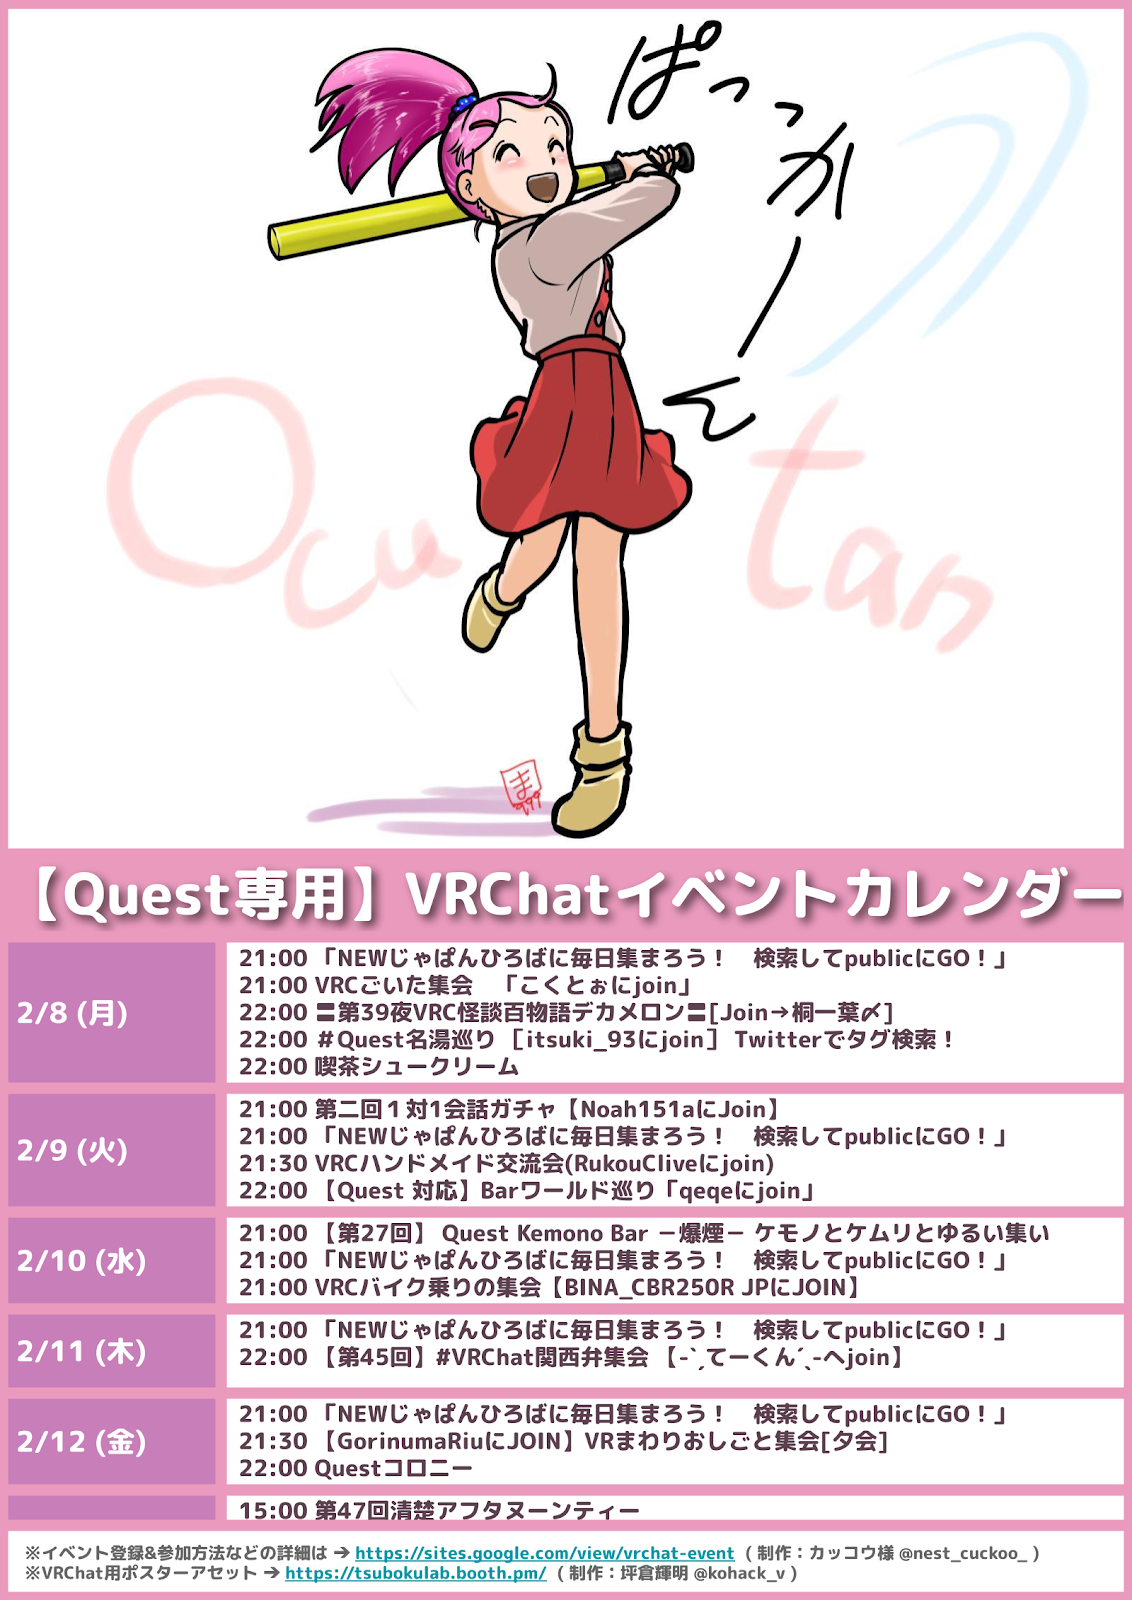 ぱっっかーん
Ocu tan
ま
999
【Quest専用】VRChatイベントカレンダー
2/8 (月)
21:00 「NEWじゃぱんひろばに毎日集まろう！　検索してpublicにGO！」
21:00 VRCごいた集会　「こくとぉにjoin」
22:00 〓第39夜VRC怪談百物語デカメロン〓[Join→桐一葉〆]
22:00 ＃Quest名湯巡り ［itsuki_93にjoin］ Twitterでタグ検索！
22:00 喫茶シュークリーム
2/9 (火)
21:00 第二回１対1会話ガチャ【Noah151aにJoin】
21:00 「NEWじゃぱんひろばに毎日集まろう！　検索してpublicにGO！」
21:30 VRCハンドメイド交流会(RukouCliveにjoin)
22:00 【Quest 対応】Barワールド巡り「qeqeにjoin」
2/10 (水)
21:00 【第27回】 Quest Kemono Bar －爆煙－ ケモノとケムリとゆるい集い
21:00 「NEWじゃぱんひろばに毎日集まろう！　検索してpublicにGO！」
21:00 VRCバイク乗りの集会【BINA_CBR250R JPにJOIN】
2/11 (木)
21:00 「NEWじゃぱんひろばに毎日集まろう！　検索してpublicにGO！」
22:00 【第45回】#VRChat関西弁集会 【-`ˏてーくん´ˎ-へjoin】
2/12 (金)
21:00 「NEWじゃぱんひろばに毎日集まろう！　検索してpublicにGO！」
21:30 【GorinumaRiuにJOIN】VRまわりおしごと集会[夕会]
22:00 Questコロニー
15:00 第47回清楚アフタヌーンティー
※イベント登録&参加方法などの詳細は ➔ https://sites.google.com/view/vrchat-event ( 制作：カッコウ様 @nest_cuckoo_ )
※VRChat用ポスターアセット ➔ https://tsubokulab.booth.pm/ ( 制作：坪倉輝明 @kohack_v )